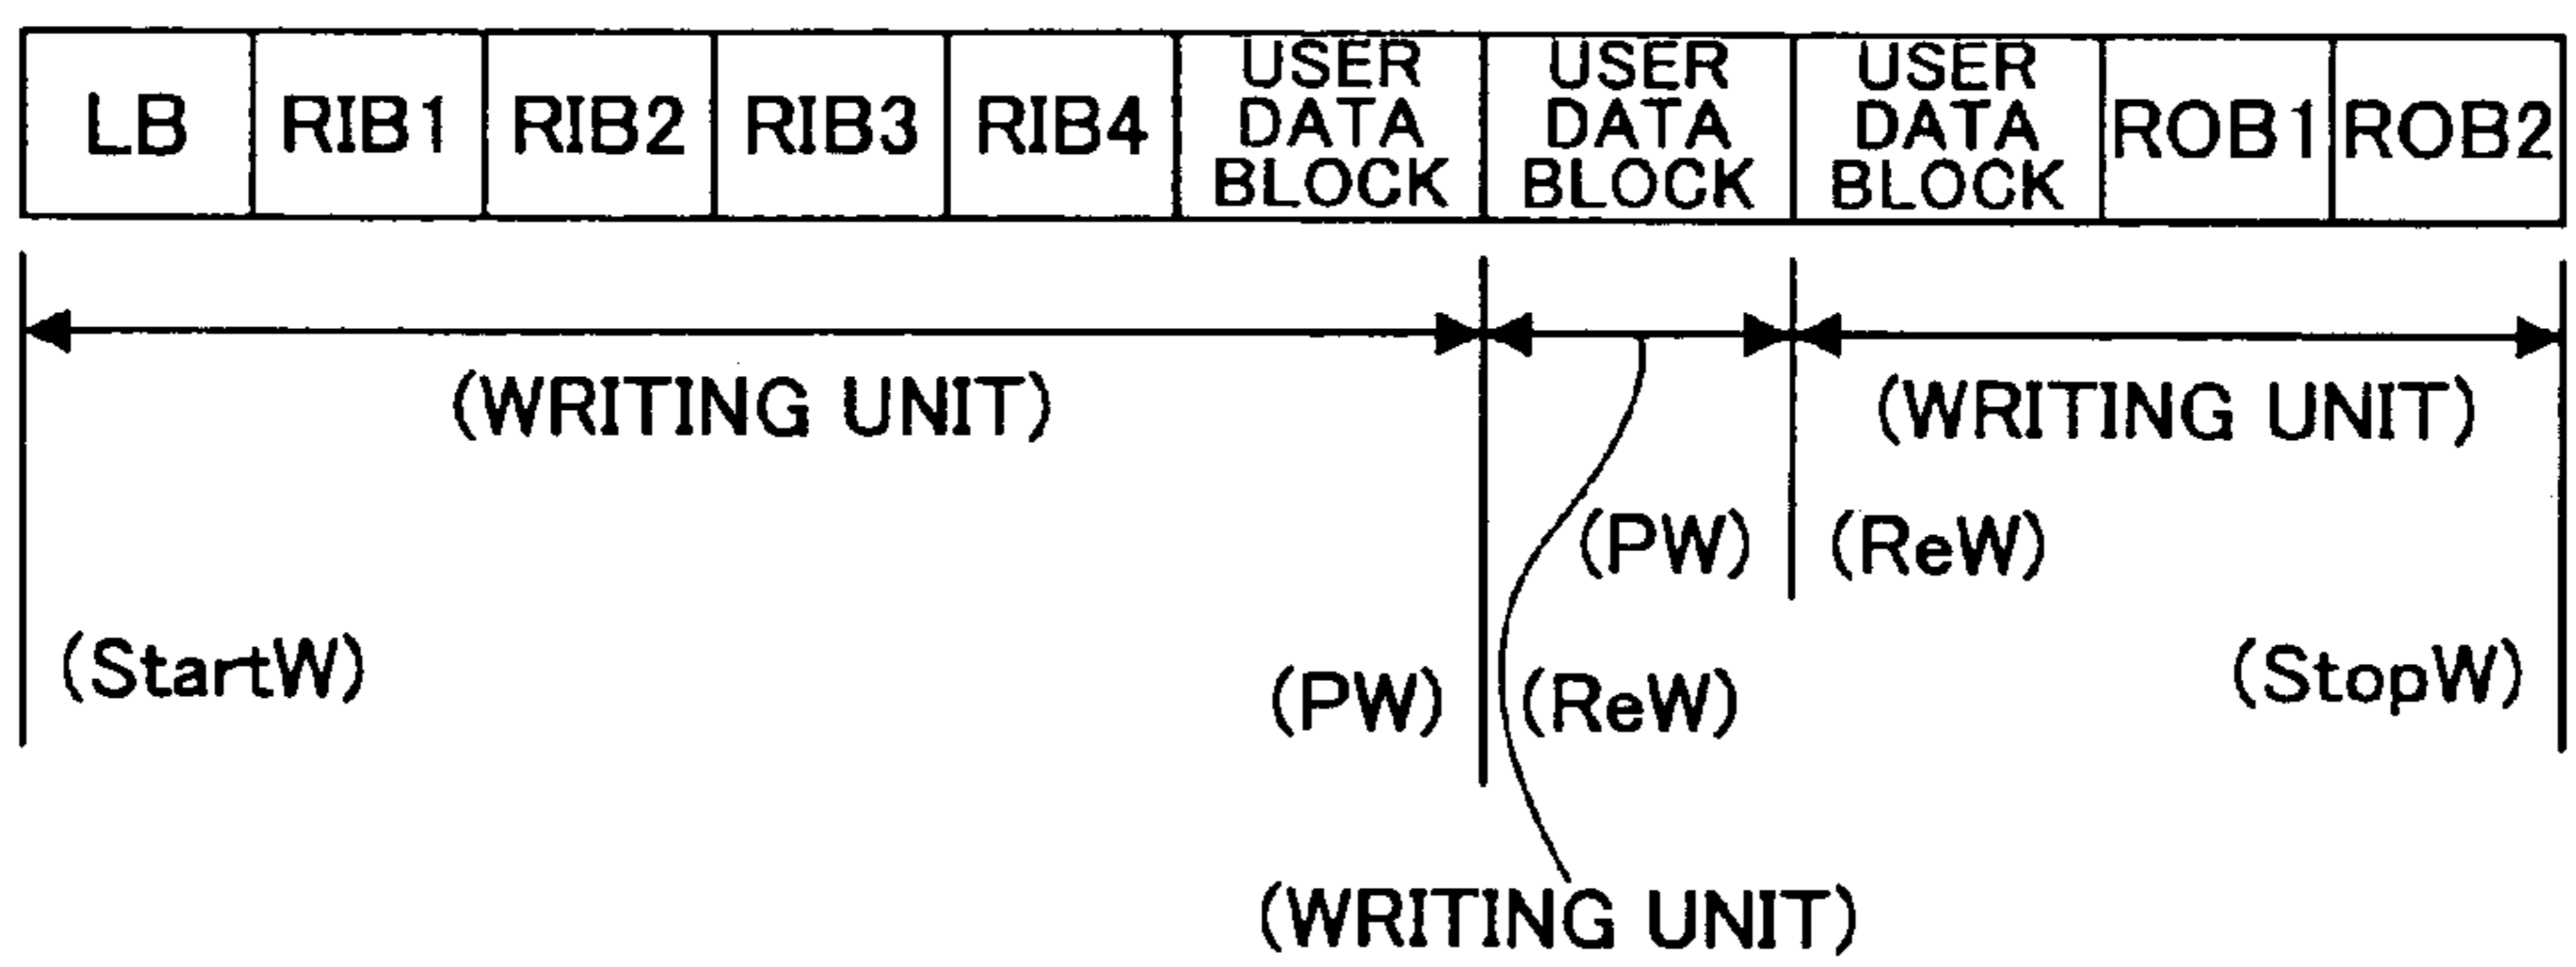 LB RIB1 RIB2 RIB3 RIB4 USER DATA BLOCK USER DATA BLOCK USER DATA BLOCK ROB1 ROB2
(WRITING UNIT) (WRITING UNIT)
(PW) (ReW)
(StartW) (PW) (ReW) (StopW)
(WRITING UNIT)